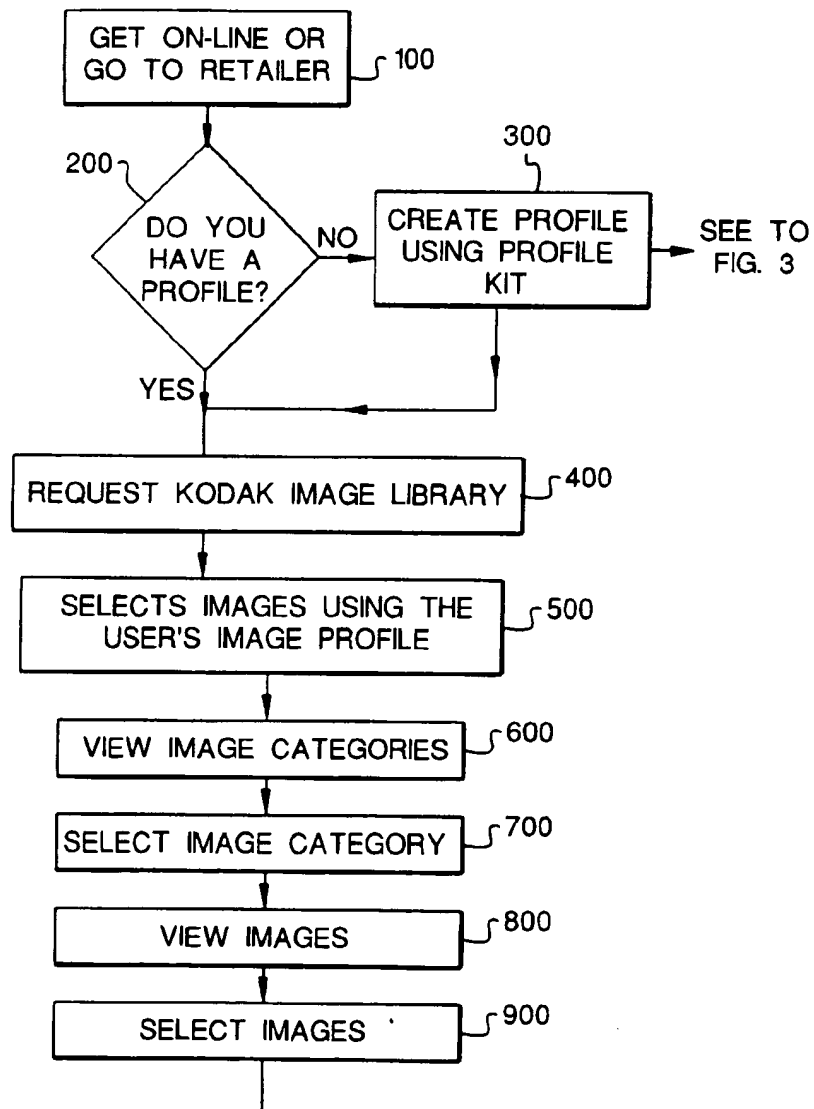 GET ON-LINE OR
GO TO RETAILER
100
200
DO YOU
HAVE A
PROFILE?
NO
300
CREATE PROFILE
USING PROFILE
KIT
SEE TO
FIG. 3
YES
REQUEST KODAK IMAGE LIBRARY
400
SELECTS IMAGES USING THE
USER'S IMAGE PROFILE
500
VIEW IMAGE CATEGORIES
600
SELECT IMAGE CATEGORY
700
VIEW IMAGES
800
SELECT IMAGES
900